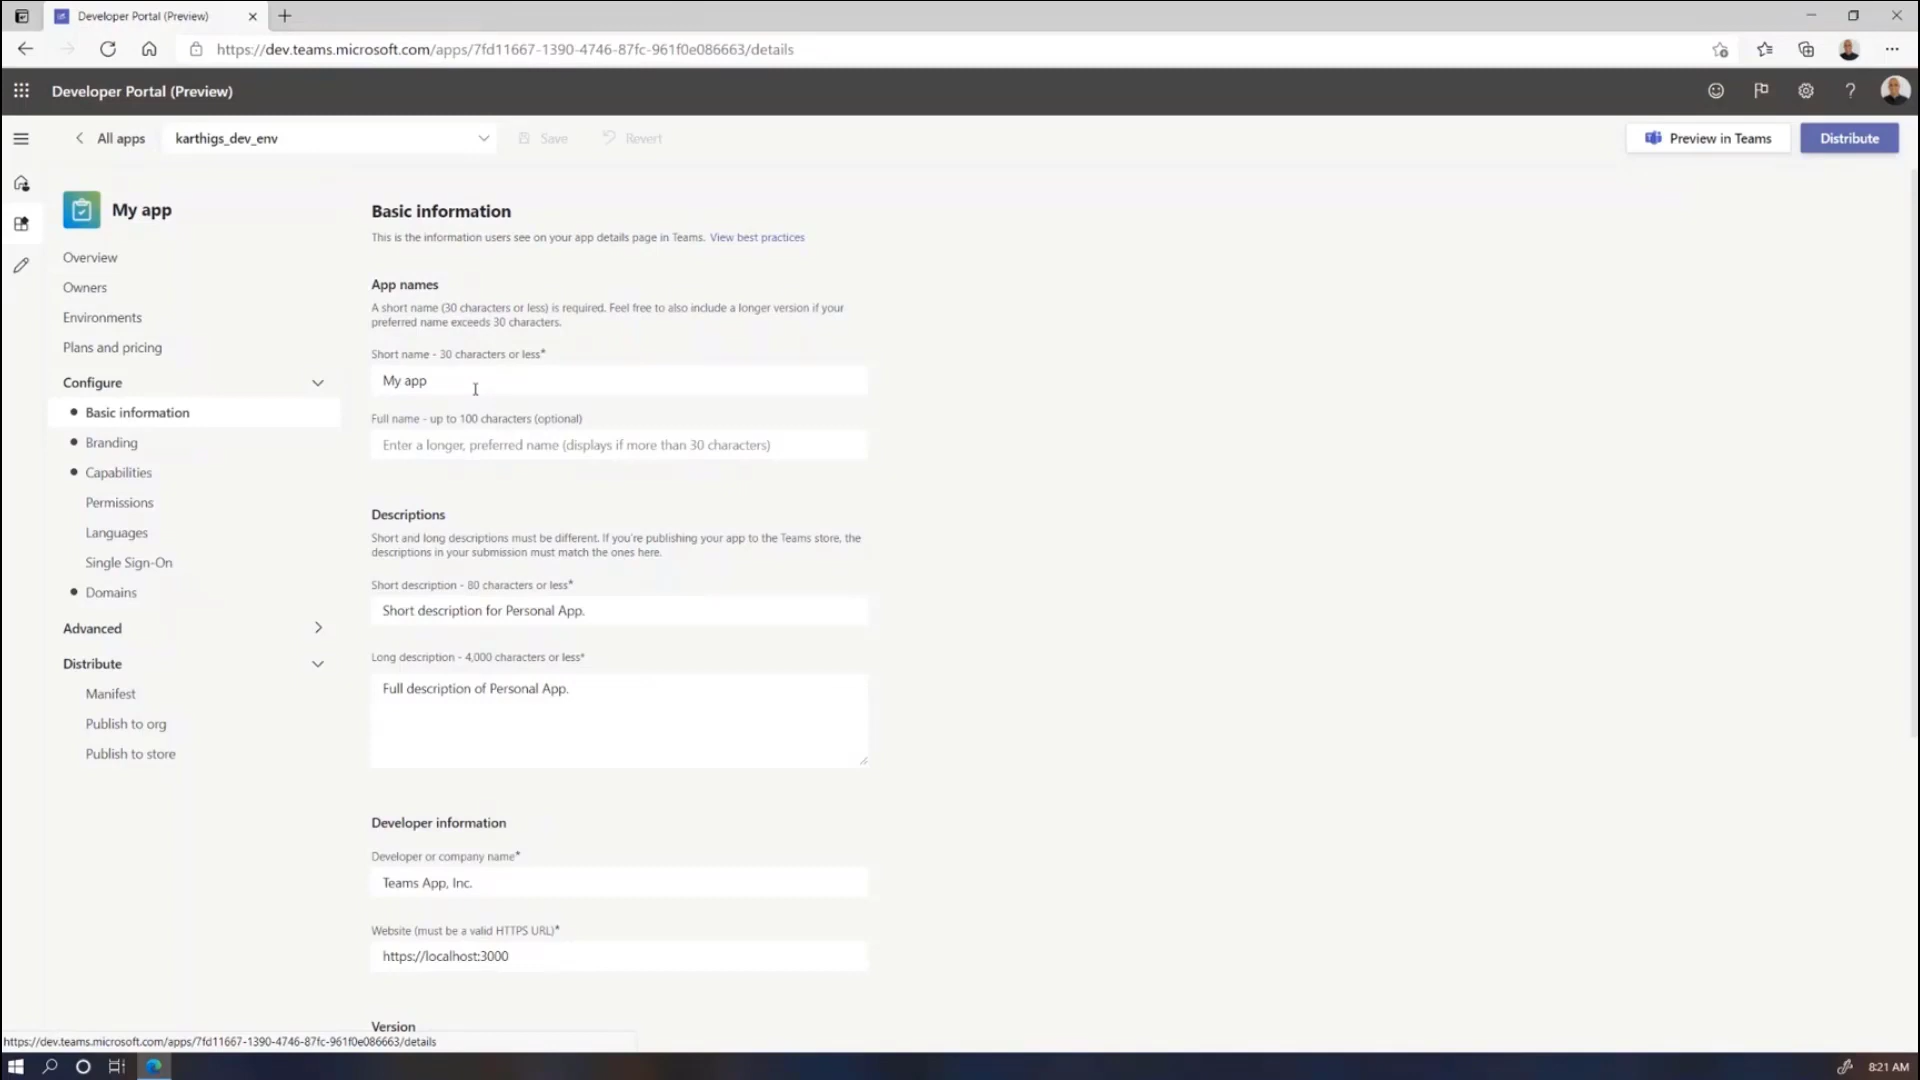 Developer Portal (Preview)
https://dev.teams.microsoft.com/apps/7fd11667-1390-4746-87fc-961f0e086663/details
Developer Portal (Preview)
All apps
karthigs_dev_env
Save
Revert
Preview in Teams
Distribute
My app
Overview
Owners
Environments
Plans and pricing
Configure
Basic information
Branding
Capabilities
Permissions
Languages
Single Sign-On
Domains
Advanced
Distribute
Manifest
Publish to org
Publish to store
Basic information
This is the information users see on your app details page in Teams. View best practices
App names
A short name (30 characters or less) is required. Feel free to also include a longer version if your
preferred name exceeds 30 characters.
Short name - 30 characters or less*
My app
Full name - up to 100 characters (optional)
Enter a longer, preferred name (displays if more than 30 characters)
Descriptions
Short and long descriptions must be different. If you're publishing your app to the Teams store, the
descriptions in your submission must match the ones here.
Short description - 80 characters or less*
Short description for Personal App.
Long description - 4,000 characters or less*
Full description of Personal App.
Developer information
Developer or company name*
Teams App, Inc.
Website (must be a valid HTTPS URL)*
https://localhost:3000
Version
https://dev.teams.microsoft.com/apps/7fd11667-1390-4746-87fc-961f0e086663/details
8:21 AM